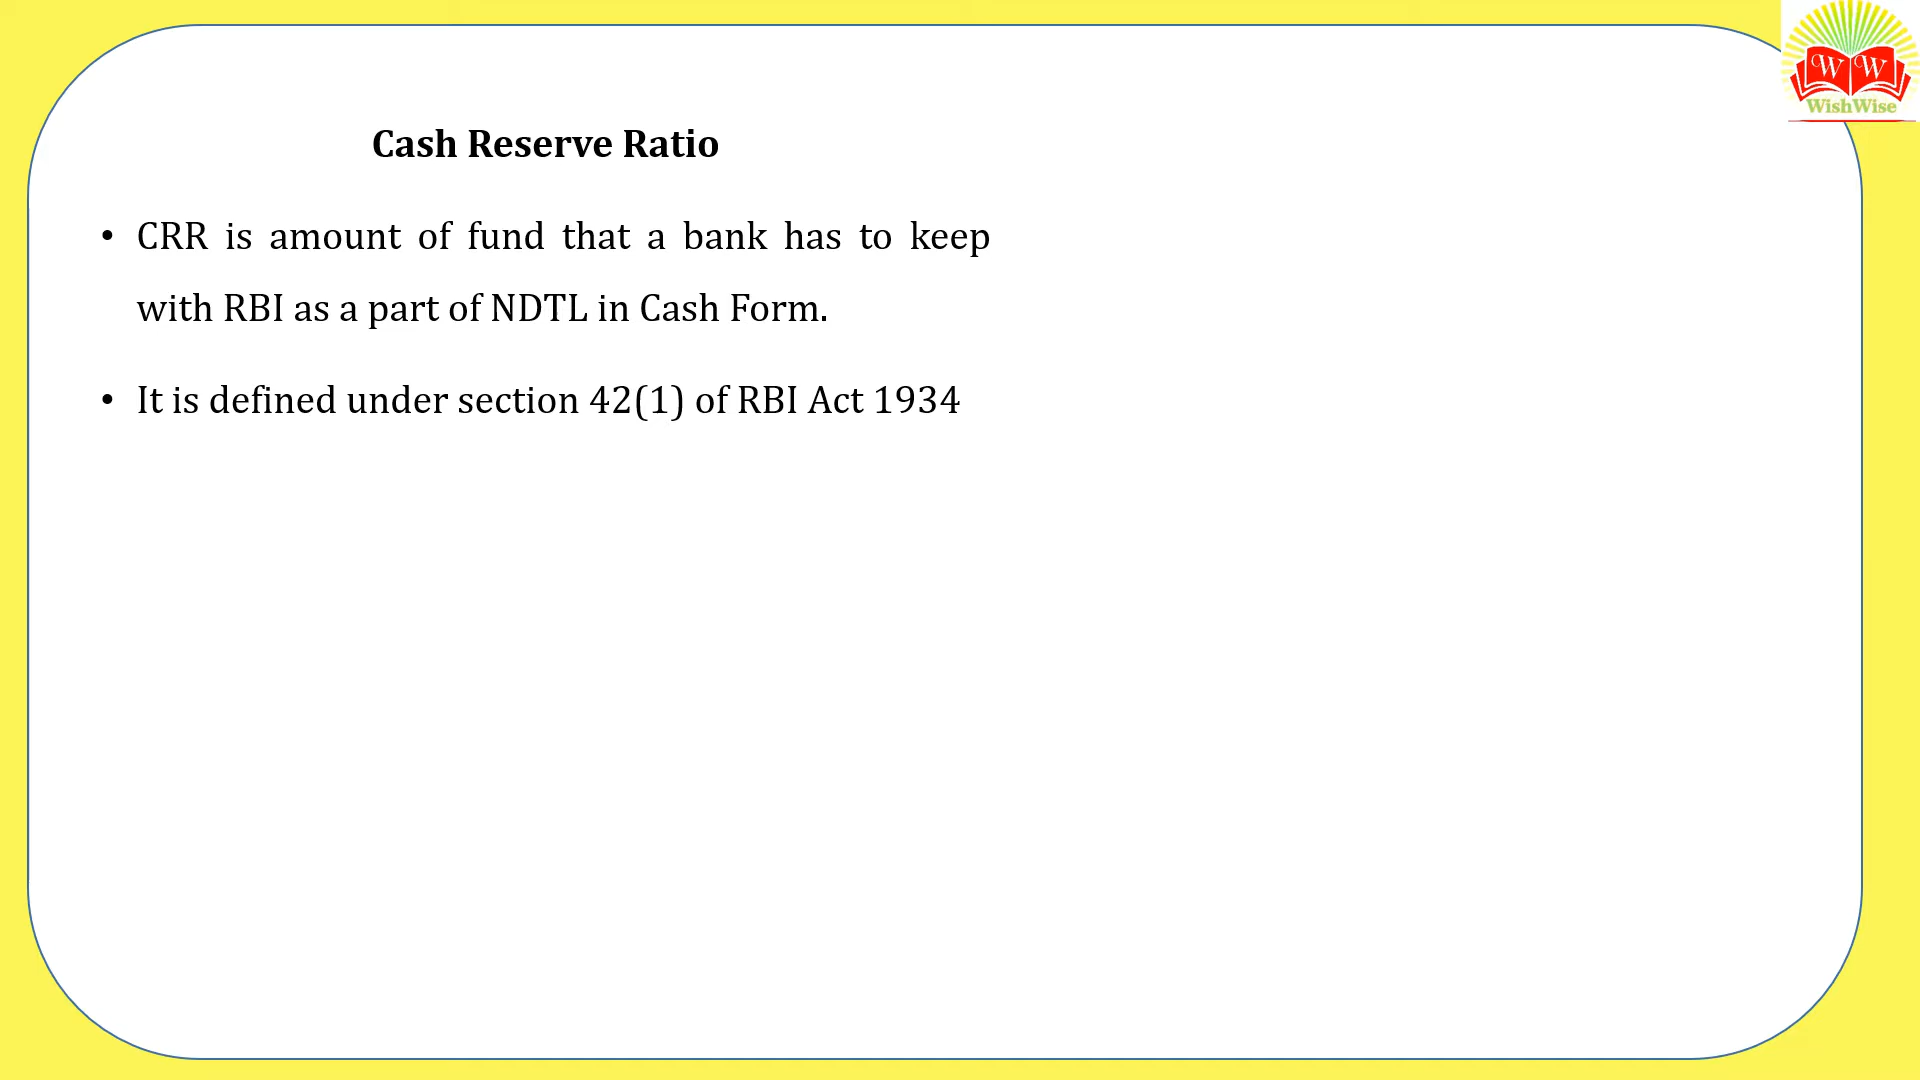 W W
WishWise
Cash Reserve Ratio
• CRR is amount of fund that a bank has to keep
with RBI as a part of NDTL in Cash Form.
• It is defined under section 42(1) of RBI Act 1934